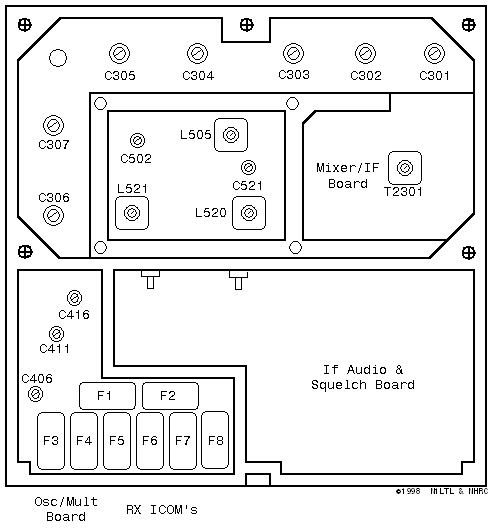 C305
C304
C303
C302
C301
C307
C502
L505
Mixer/IF
Board
T2301
C521
L521
L520
C306
C416
C411
C406
F1
F2
F3
F4
F5
F6
F7
F8
If Audio &
Squelch Board
©1998 N1LTL & NHRC
Osc/Mult
Board
RX ICOM's